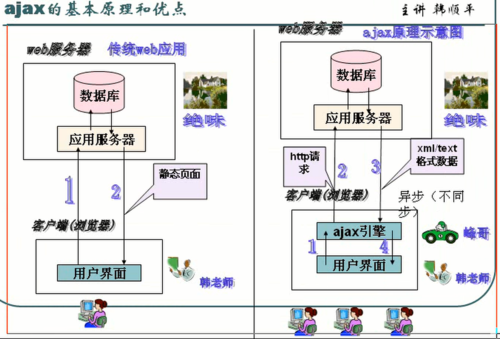 ajax的基本原理和优点
主讲 韩顺平
web服务器
传统web应用
数据库
绝味
应用服务器
1
2
静态页面
客户端(浏览器)
用户界面
韩老师
web服务器
ajax原理示意图
数据库
绝味
应用服务器
http请
求
2
3
xml/text
格式数据
客户端(浏览器)
异步(不同
步)
ajax引擎
峰哥
1
4
用户界面
韩老师